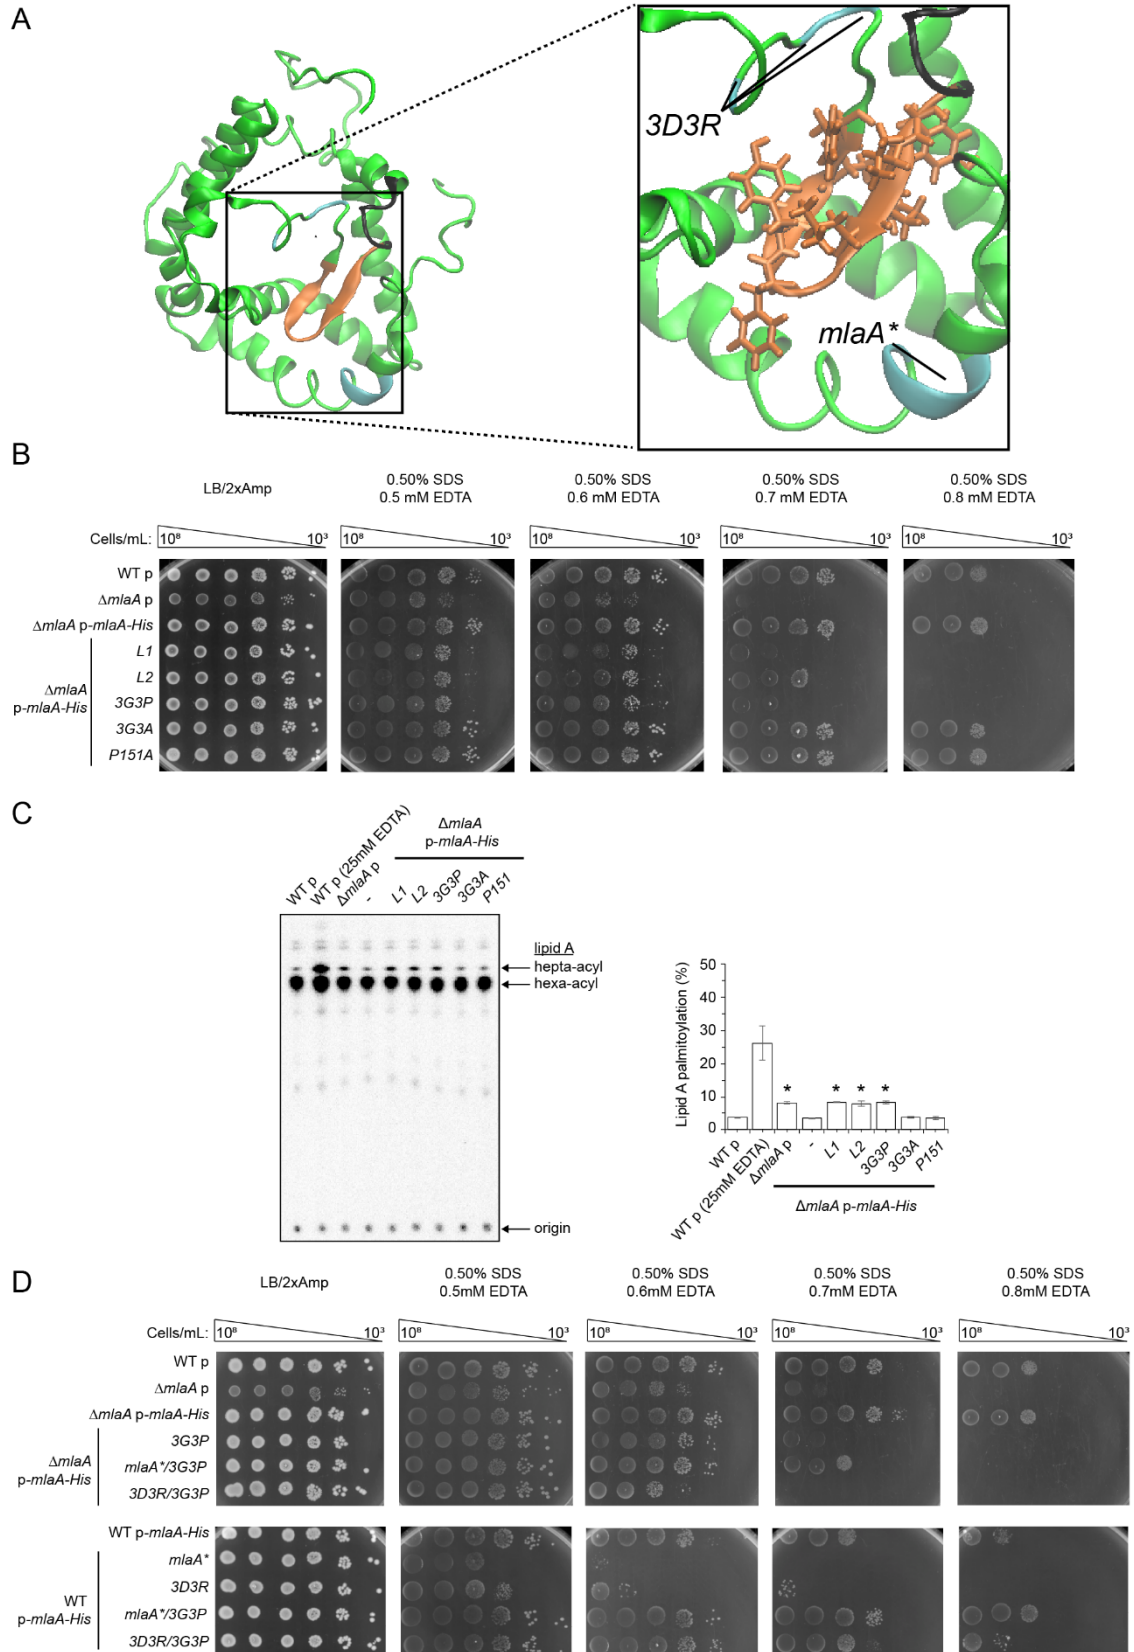 A
3D3R
mlaA*
B
LB/2xAmp
0.50% SDS
0.5 mM EDTA
0.50% SDS
0.6 mM EDTA
0.50% SDS
0.7 mM EDTA
0.50% SDS
0.8 mM EDTA
Cells/mL:
10⁸ 10³
10⁸ 10³
10⁸ 10³
10⁸ 10³
10⁸ 10³
WT p
ΔmlaA p
ΔmlaA p-mlaA-His
ΔmlaA
p-mlaA-His
L1
L2
3G3P
3G3A
P151A
C
WT p
WT p (25mM EDTA)
ΔmlaA p
ΔmlaA
p-mlaA-His
-
L1
L2
3G3P
3G3A
P151
lipid A
hepta-acyl
hexa-acyl
origin
Lipid A palmitoylation (%)
50
40
30
20
10
0
* * * *
WT p
WT p (25mM EDTA)
ΔmlaA p
-
L1
L2
3G3P
3G3A
P151
ΔmlaA p-mlaA-His
D
LB/2xAmp
0.50% SDS
0.5mM EDTA
0.50% SDS
0.6mM EDTA
0.50% SDS
0.7mM EDTA
0.50% SDS
0.8mM EDTA
Cells/mL:
10⁸ 10³
10⁸ 10³
10⁸ 10³
10⁸ 10³
10⁸ 10³
WT p
ΔmlaA p
ΔmlaA p-mlaA-His
ΔmlaA
p-mlaA-His
3G3P
mlaA*/3G3P
3D3R/3G3P
WT p-mlaA-His
WT
p-mlaA-His
mlaA*
3D3R
mlaA*/3G3P
3D3R/3G3P